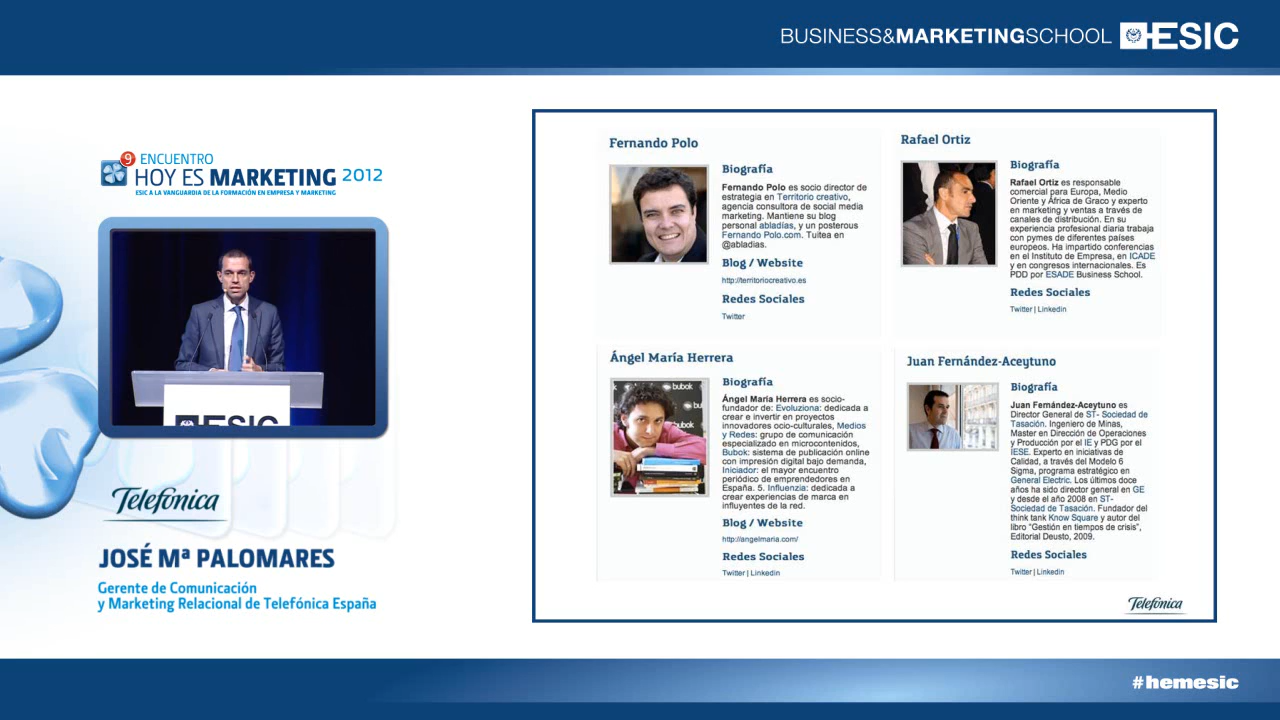 BUSINESS&MARKETINGSCHOOL ESIC
9 ENCUENTRO
HOY ES MARKETING 2012
ESIC A LA VANGUARDIA DE LA FORMACIÓN EN EMPRESA Y MARKETING
ESIC
Telefónica
JOSÉ Mª PALOMARES
Gerente de Comunicación
y Marketing Relacional de Telefónica España
Fernando Polo
Biografía
Fernando Polo es socio director de
estrategia en Territorio creativo,
agencia consultora de social media
marketing. Mantiene su blog
personal abladías, y un posterous
Fernando Polo.com. Tuitea en
@abladias.
Blog / Website
http://territoriocreativo.es
Redes Sociales
Twitter
Rafael Ortiz
Biografía
Rafael Ortiz es responsable
comercial para Europa, Medio
Oriente y África de Graco y experto
en marketing y ventas a través de
canales de distribución. En su
experiencia profesional diaria trabaja
con pymes de diferentes países
europeos. Ha impartido conferencias
en el Instituto de Empresa, en ICADE
y en congresos internacionales. Es
PDD por ESADE Business School.
Redes Sociales
Twitter | Linkedin
Ángel María Herrera
bubok
Biografía
Ángel María Herrera es socio-
fundador de: Evoluziona: dedicada a
crear e invertir en proyectos
innovadores ocio-culturales, Medios
y Redes: grupo de comunicación
especializado en microcontenidos,
Bubok: sistema de publicación online
con impresión digital bajo demanda,
Iniciador: el mayor encuentro
periódico de emprendedores en
España. 5. Influenzia: dedicada a
crear experiencias de marca en
influyentes de la red.
Blog / Website
http://angelmaria.com/
Redes Sociales
Twitter | Linkedin
Juan Fernández-Aceytuno
Biografía
Juan Fernández-Aceytuno es
Director General de ST- Sociedad de
Tasación. Ingeniero de Minas,
Master en Dirección de Operaciones
y Producción por el IE y PDG por el
IESE. Experto en iniciativas de
Calidad, a través del Modelo 6
Sigma, programa estratégico en
General Electric. Los últimos doce
años ha sido director general en GE
y desde el año 2008 en ST-
Sociedad de Tasación. Fundador del
think tank Know Square y autor del
libro "Gestión en tiempos de crisis",
Editorial Deusto, 2009.
Redes Sociales
Twitter | Linkedin
Telefónica
#hemesic